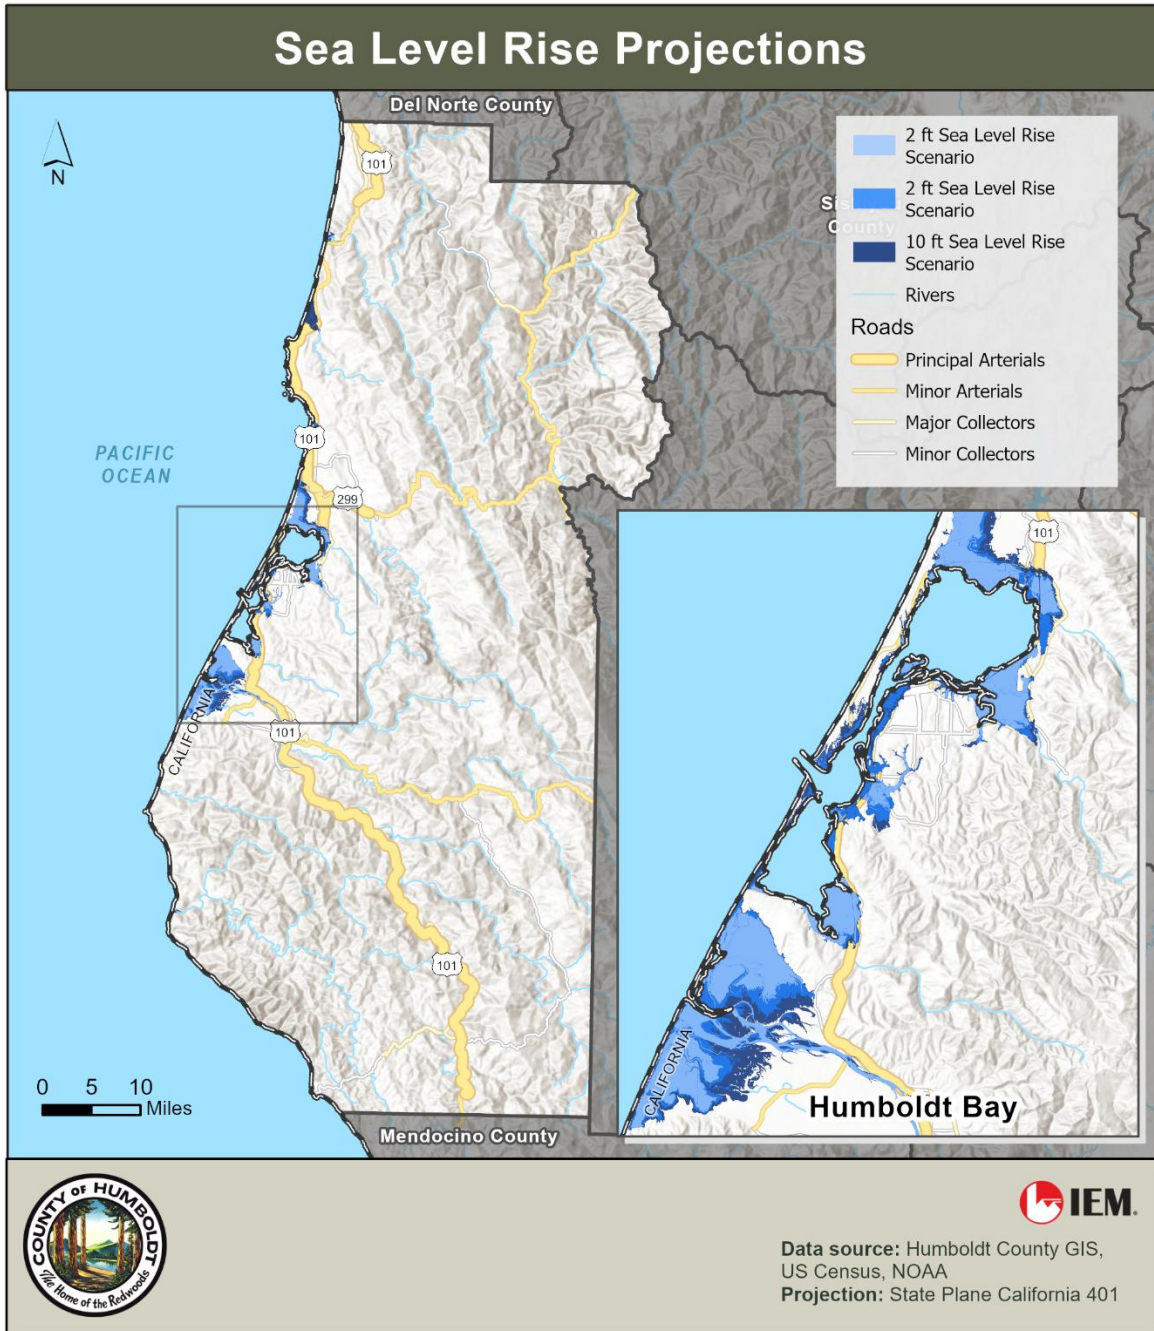 Sea Level Rise Projections
Del Norte County
N
101
2 ft Sea Level Rise
Scenario
2 ft Sea Level Rise
Scenario
10 ft Sea Level Rise
Scenario
Rivers
Roads
Principal Arterials
Minor Arterials
Major Collectors
Minor Collectors
County
PACIFIC
OCEAN
101
299
CALIFORNIA
101
101
0 5 10
Miles
Mendocino County
101
CALIFORNIA
Humboldt Bay
COUNTY OF HUMBOLDT
The Home of the Redwoods
IEM.
Data source: Humboldt County GIS,
US Census, NOAA
Projection: State Plane California 401